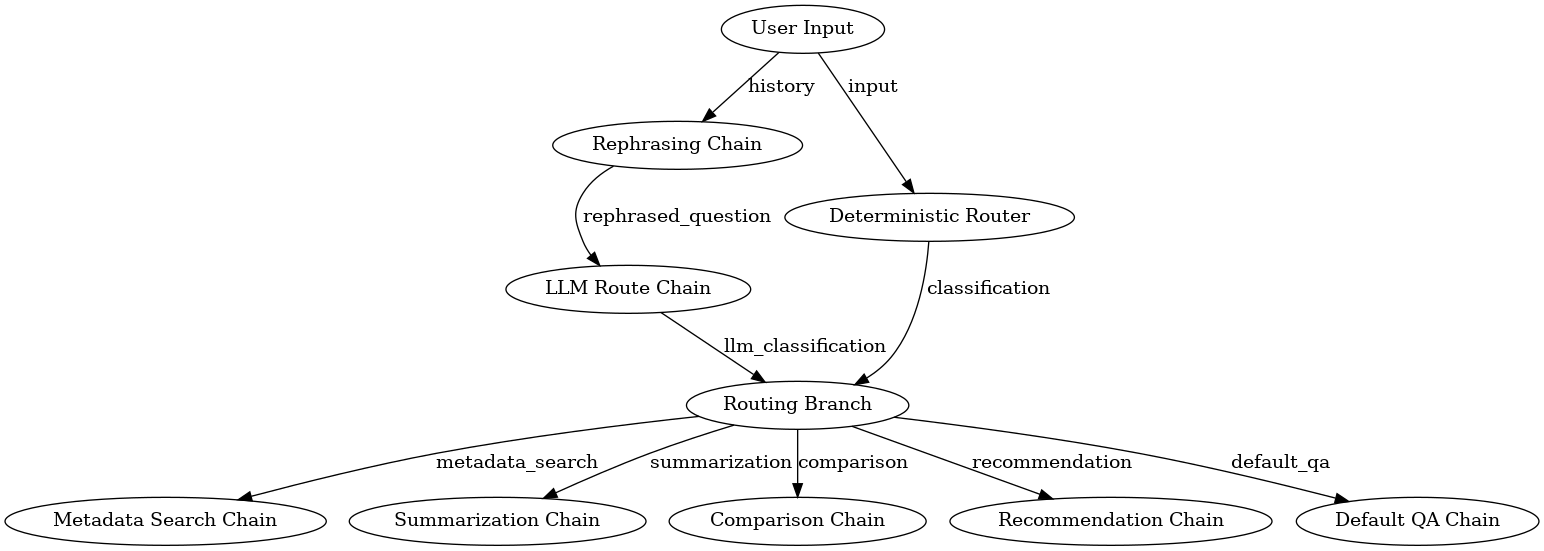 User Input
history
input
Rephrasing Chain
rephrased_question
Deterministic Router
LLM Route Chain
classification
llm_classification
Routing Branch
metadata_search
summarization
comparison
recommendation
default_qa
Metadata Search Chain
Summarization Chain
Comparison Chain
Recommendation Chain
Default QA Chain